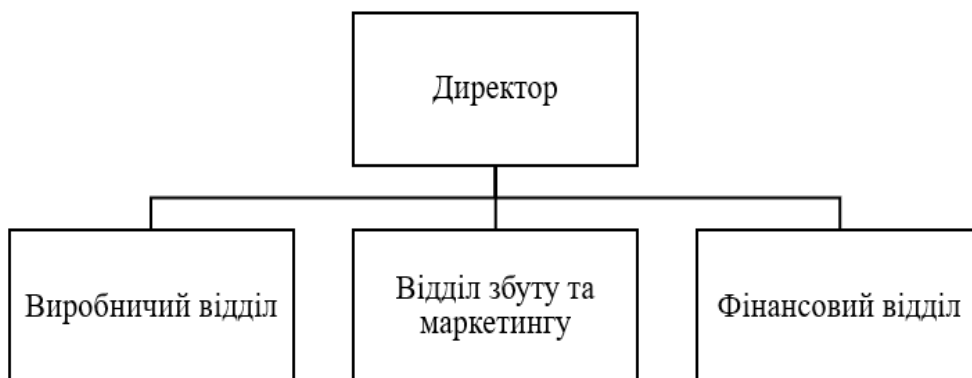 Директор
Виробничий відділ
Відділ збуту та
маркетингу
Фінансовий відділ